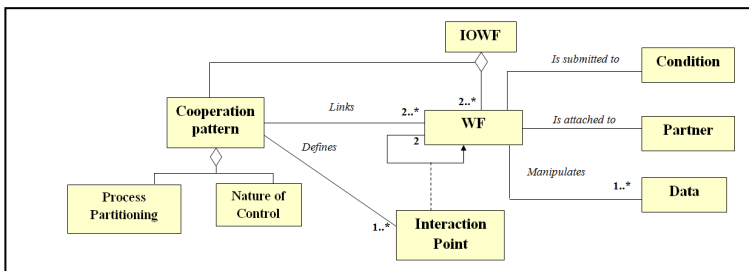 IOWF
Is submitted to
Condition
Cooperation
pattern
Links
2..*
2..*
WF
Is attached to
Partner
Defines
2
Manipulates
1..*
Data
Process
Partitioning
Nature of
Control
1..*
Interaction
Point